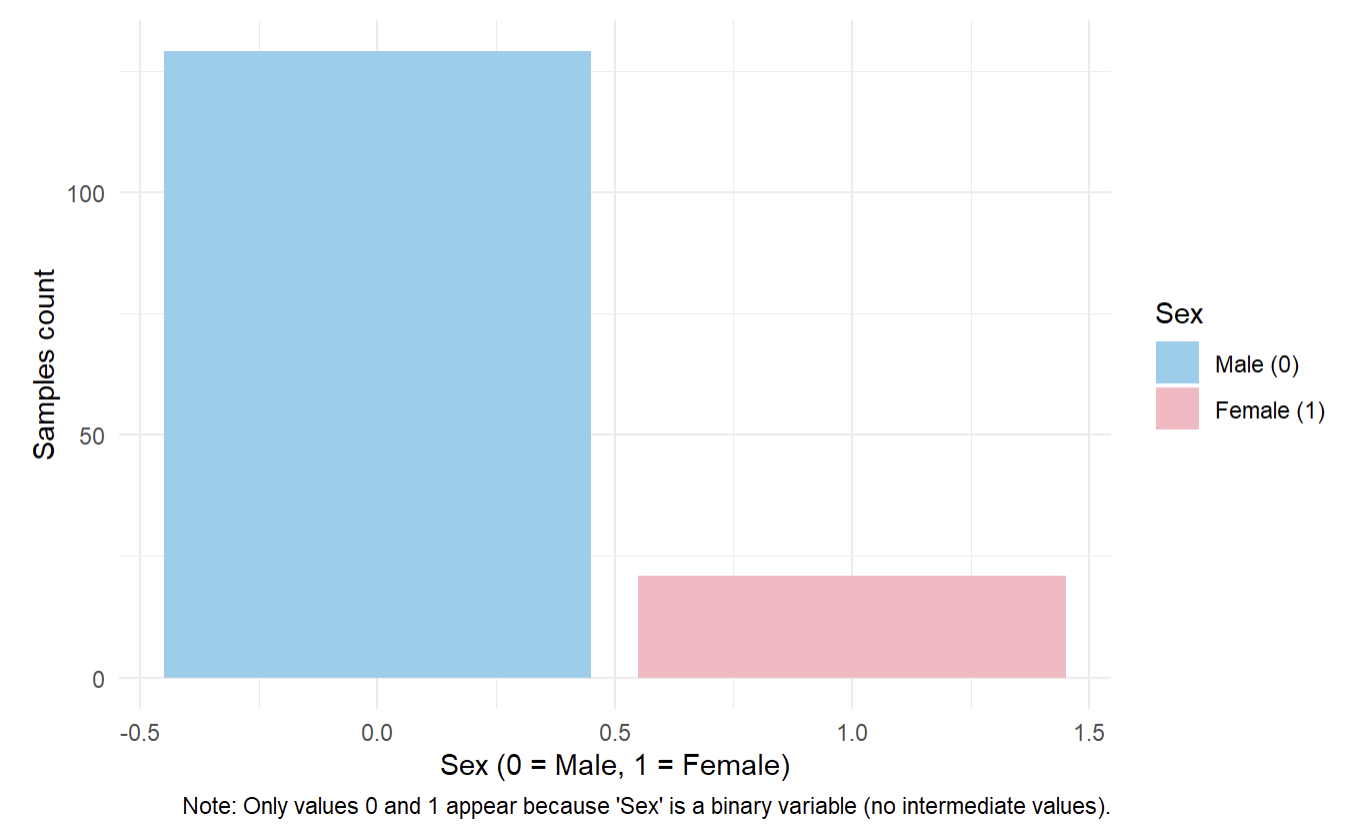 100
50
0
Samples count
-0.5
0.0
0.5
1.0
1.5
Sex (0 = Male, 1 = Female)
Note: Only values 0 and 1 appear because 'Sex' is a binary variable (no intermediate values).
Sex
Male (0)
Female (1)